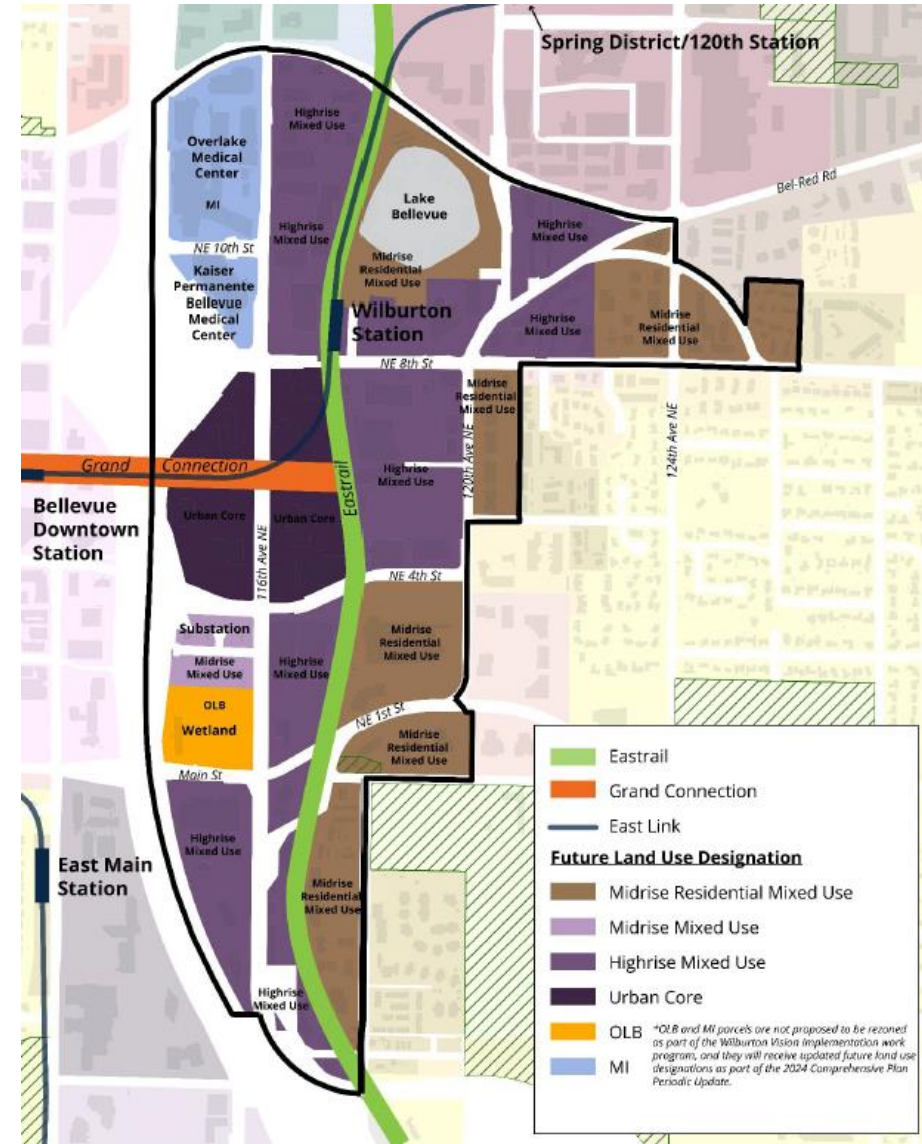 Spring District/120th Station
Highrise
Mixed Use
Overlake
Medical
Center
MI
Bel-Red Rd
Lake
Bellevue
Highrise
Mixed Use
Highrise
Mixed Use
NE 10th St
Midrise
Residential
Mixed Use
Kaiser
Permanente
Bellevue
Medical
Center
Wilburton
Station
Highrise
Mixed Use
Midrise
Residential
Mixed Use
NE 8th St
Midrise
Residential
Mixed Use
120th Ave NE
124th Ave NE
Grand Connection
Highrise
Mixed Use
Eastrail
Bellevue
Downtown
Station
Urban Core
Urban Core
116th Ave NE
NE 4th St
Substation
Midrise
Mixed Use
Highrise
Mixed Use
Midrise
Residential
Mixed Use
OLB
Wetland
NE 1st St
Midrise
Residential
Mixed Use
Main St
Highrise
Mixed Use
East Main
Station
Midrise
Residential
Mixed Use
Highrise
Mixed Use
Eastrail
Grand Connection
East Link
Future Land Use Designation
Midrise Residential Mixed Use
Midrise Mixed Use
Highrise Mixed Use
Urban Core
OLB
MI
*OLB and MI parcels are not proposed to be rezoned
as part of the Wilburton Vision Implementation work
program, and they will receive updated future land use
designations as part of the 2024 Comprehensive Plan
Periodic Update.